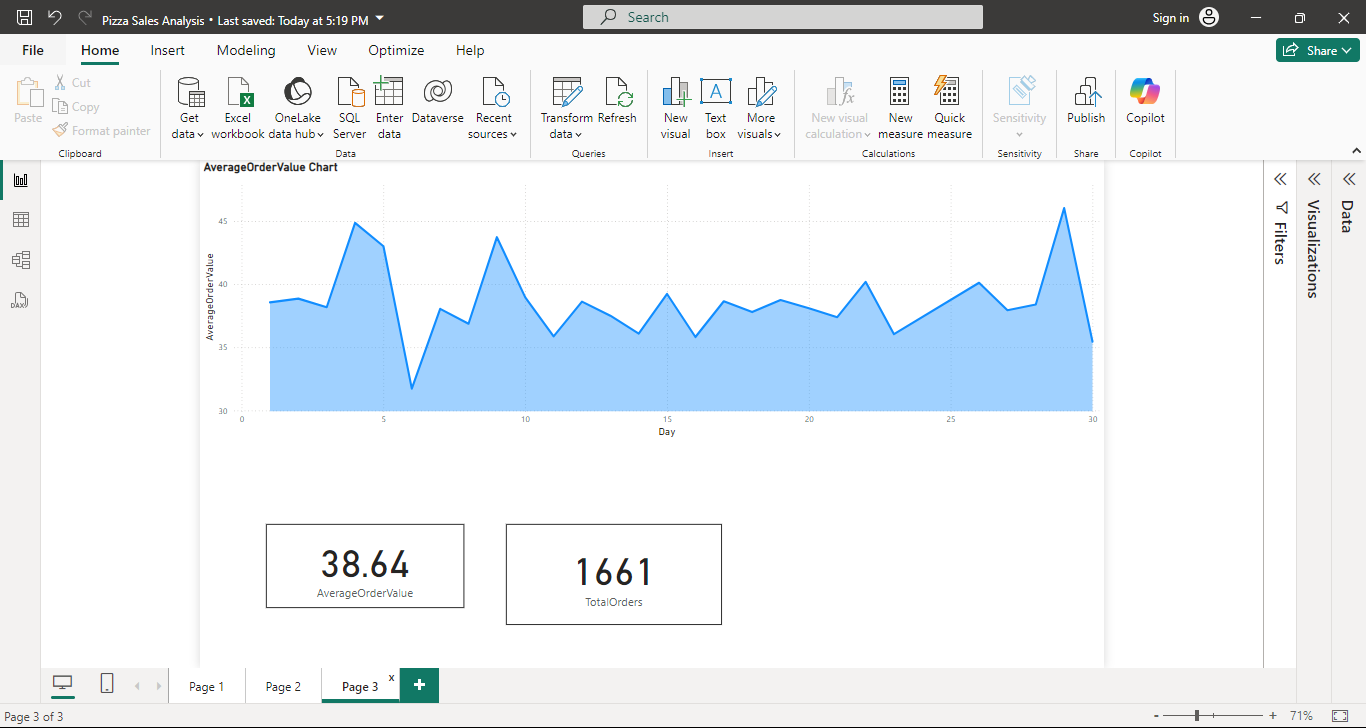 Pizza Sales Analysis • Last saved: Today at 5:19 PM
Search
Sign in
File Home Insert Modeling View Optimize Help
Share
Paste
Cut
Copy
Format painter
Clipboard
Get data
Excel workbook
OneLake data hub
SQL Server
Enter data
Dataverse
Recent sources
Data
Transform data
Refresh
Queries
New visual
Text box
More visuals
Insert
New visual calculation
New measure
Quick measure
Calculations
Sensitivity
Sensitivity
Publish
Share
Copilot
Copilot
AverageOrderValue Chart
AverageOrderValue
45
40
35
30
0 5 10 15 20 25 30
Day
38.64
AverageOrderValue
1661
TotalOrders
Filters
Visualizations
Data
DAX
Page 1
Page 2
Page 3 x
+
Page 3 of 3
- + 71%